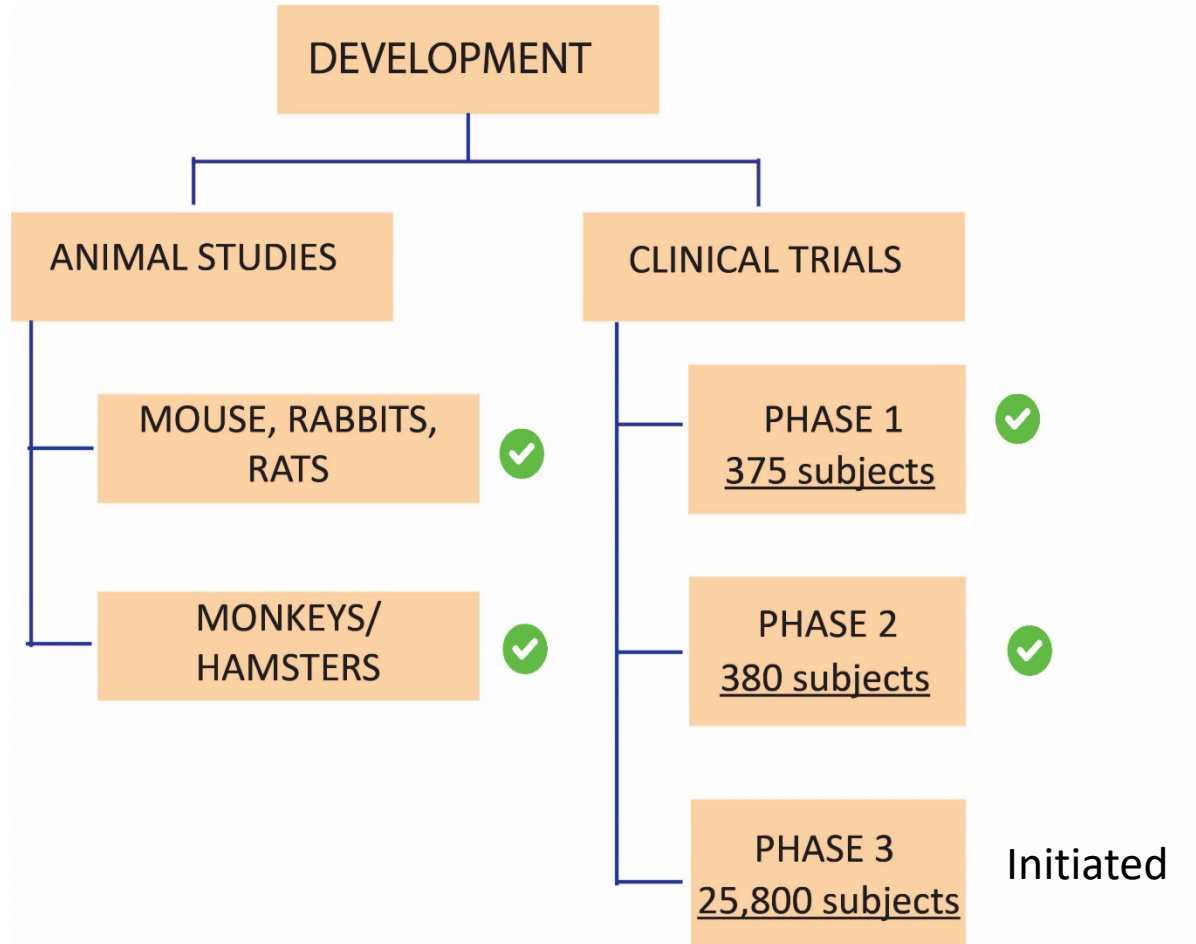 DEVELOPMENT
ANIMAL STUDIES
MOUSE, RABBITS,
RATS
MONKEYS/
HAMSTERS
CLINICAL TRIALS
PHASE 1
375 subjects
PHASE 2
380 subjects
PHASE 3
25,800 subjects
Initiated